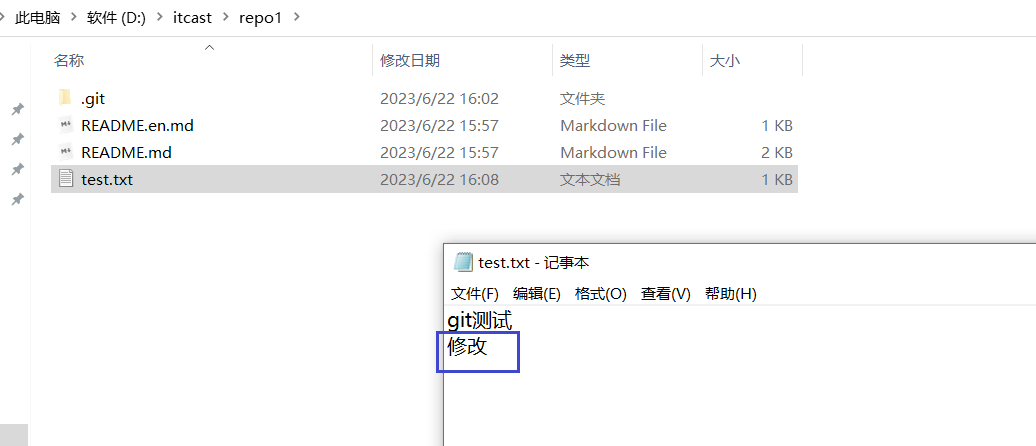 此电脑 > 软件 (D:) > itcast > repo1 >
名称 修改日期 类型 大小
.git 2023/6/22 16:02 文件夹
README.en.md 2023/6/22 15:57 Markdown File 1 KB
README.md 2023/6/22 15:57 Markdown File 2 KB
test.txt 2023/6/22 16:08 文本文档 1 KB
test.txt - 记事本
文件(F) 编辑(E) 格式(O) 查看(V) 帮助(H)
git测试
修改